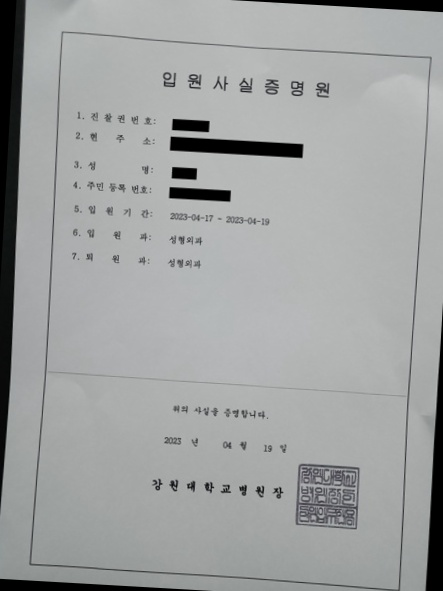 입 원 사 실 증 명 원
1. 진 찰 권 번 호:
2. 현 주 소:
3. 성 명:
4. 주민 등록 번호:
5. 입 원 기 간: 2023-04-17 - 2023-04-19
6. 입 원 과: 성형외과
7. 퇴 원 과: 성형외과
위의 사실을 증명합니다.
2023 년 04 월 19 일
강 원 대 학 교 병 원 장